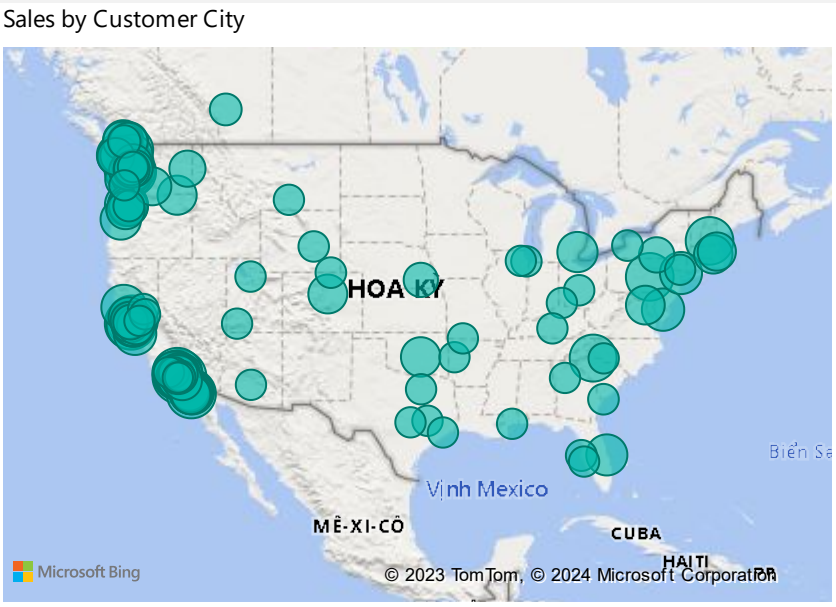 Sales by Customer City
HOA KỲ
Biển Sa
Vịnh Mexico
MÊ-XI-CÔ
CUBA
HAITI
Microsoft Bing
© 2023 TomTom, © 2024 Microsoft Corporation